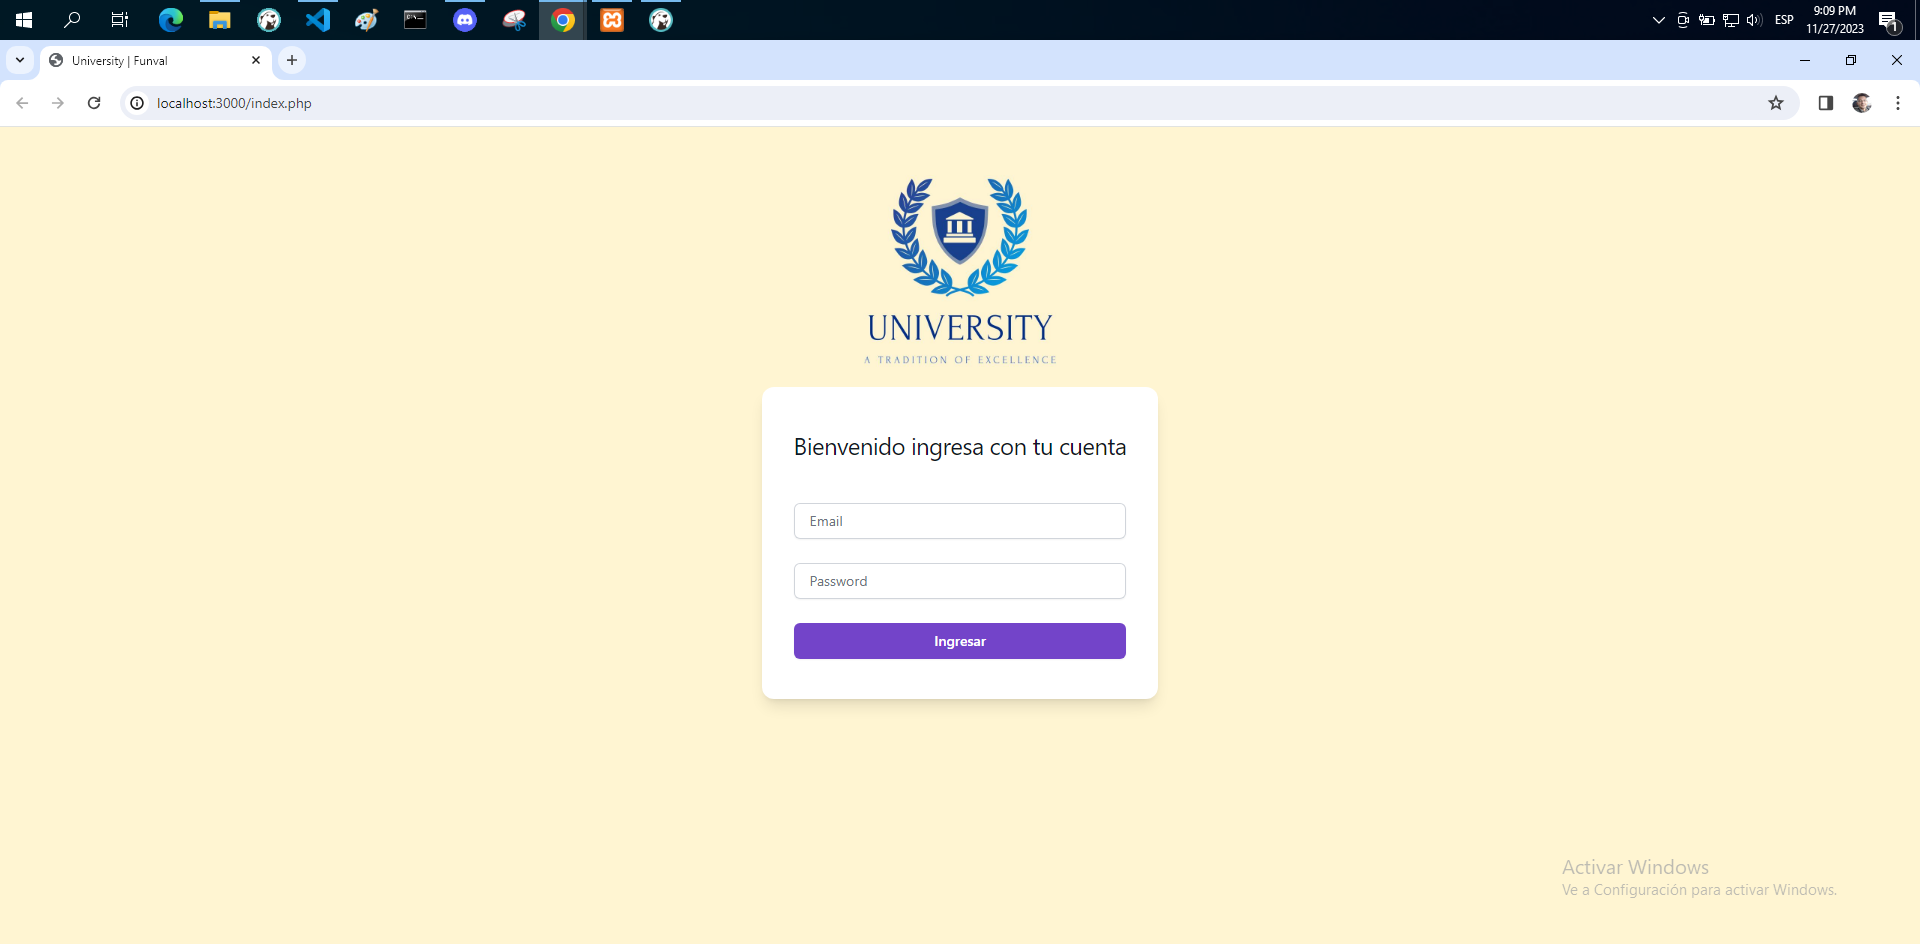 ESP
9:09 PM
11/27/2023
1
University | Funval
localhost:3000/index.php
UNIVERSITY
A TRADITION OF EXCELLENCE
Bienvenido ingresa con tu cuenta
Email
Password
Ingresar
Activar Windows
Ve a Configuración para activar Windows.